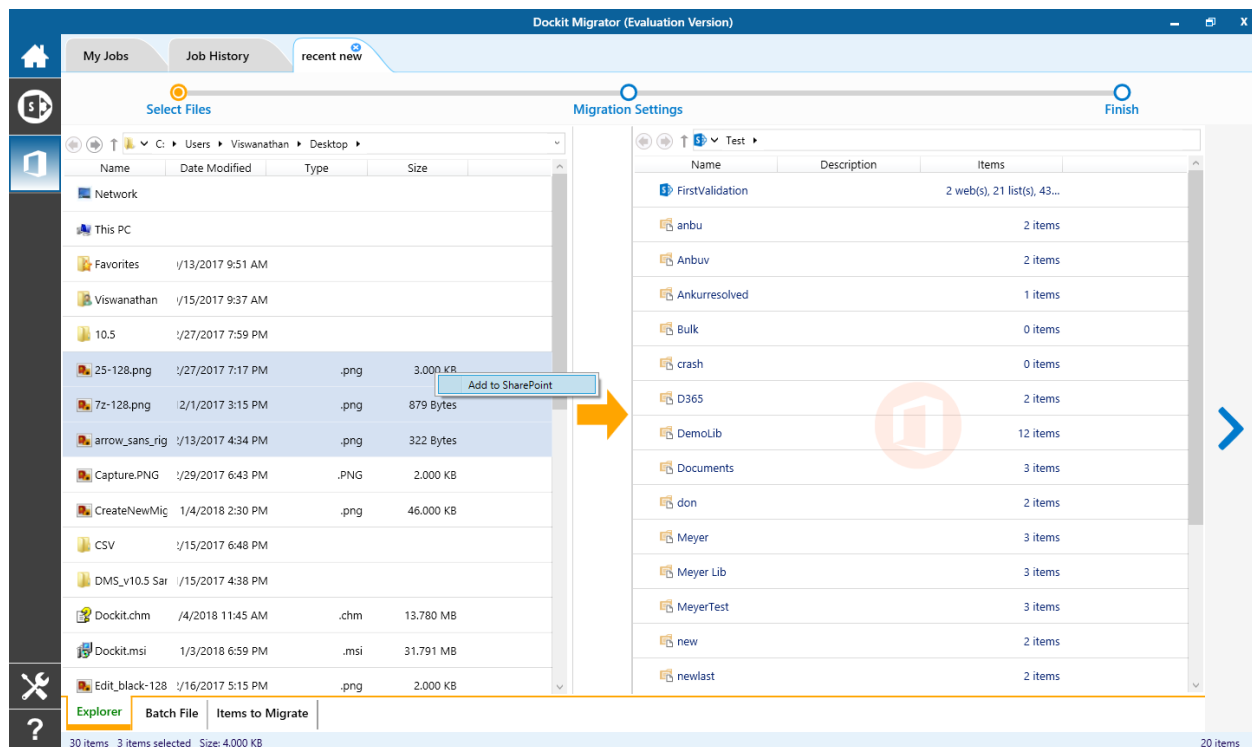 Dockit Migrator (Evaluation Version)
My Jobs Job History recent new
Select Files Migration Settings Finish
C: Users Viswanathan Desktop
Name Date Modified Type Size
Network
This PC
Favorites /13/2017 9:51 AM
Viswanathan /15/2017 9:37 AM
10.5 /27/2017 7:59 PM
25-128.png /27/2017 7:17 PM .png 3.000 KB
Add to SharePoint
7z-128.png 2/1/2017 3:15 PM .png 879 Bytes
arrow_sans_rig /13/2017 4:34 PM .png 322 Bytes
Capture.PNG /29/2017 6:43 PM .PNG 2.000 KB
CreateNewMig 1/4/2018 2:30 PM .png 46.000 KB
CSV /15/2017 6:48 PM
DMS_v10.5 Sar /15/2017 4:38 PM
Dockit.chm /4/2018 11:45 AM .chm 13.780 MB
Dockit.msi 1/3/2018 6:59 PM .msi 31.791 MB
Edit_black-128 /16/2017 5:15 PM .png 2.000 KB
Test
Name Description Items
FirstValidation 2 web(s), 21 list(s), 43...
anbu 2 items
Anbuv 2 items
Ankurresolved 1 items
Bulk 0 items
crash 0 items
D365 2 items
DemoLib 12 items
Documents 3 items
don 2 items
Meyer 3 items
Meyer Lib 3 items
MeyerTest 3 items
new 2 items
newlast 2 items
Explorer Batch File Items to Migrate
30 items 3 items selected Size: 4.000 KB 20 items